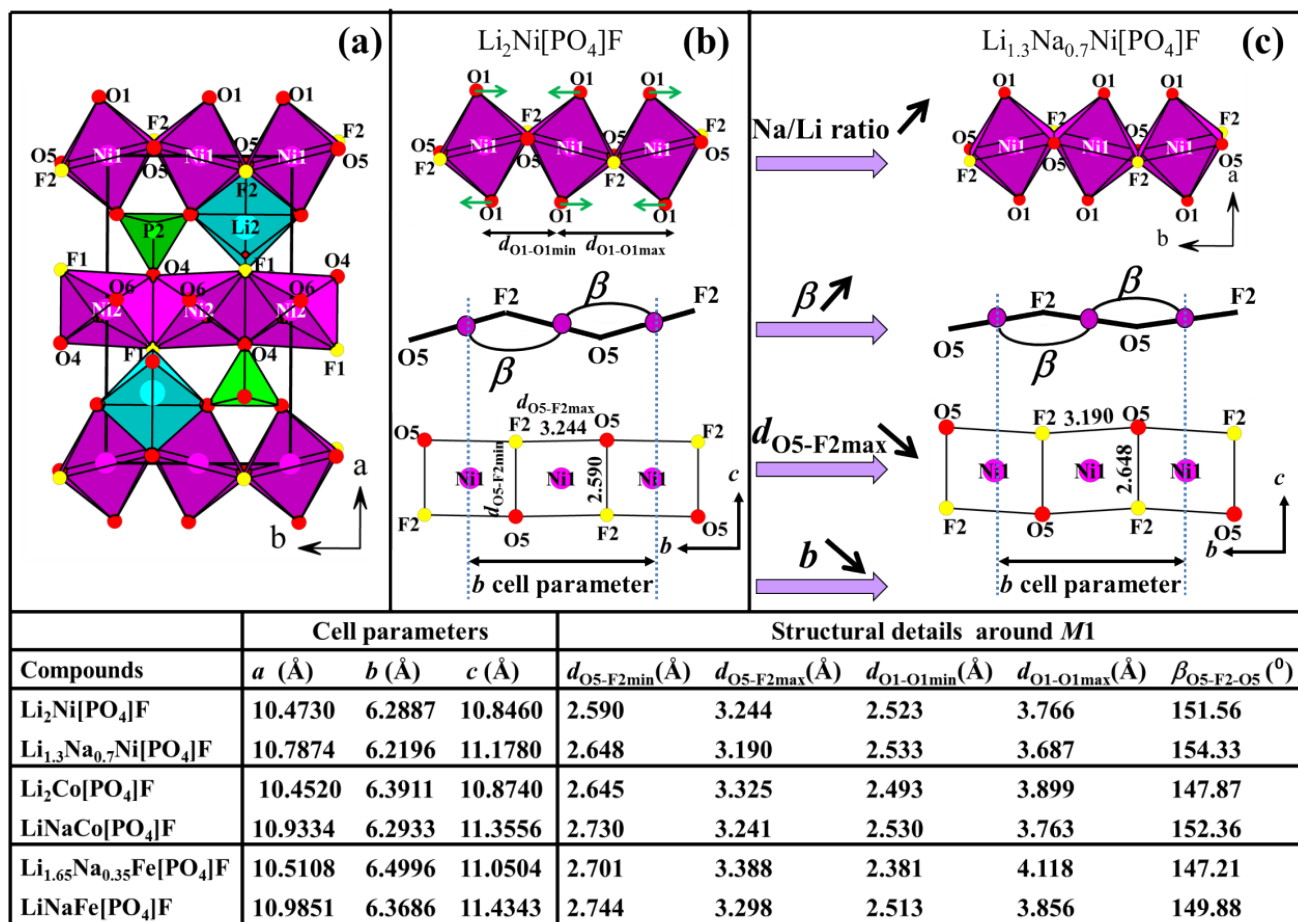 (a)
O1 O1 O1
F2 F2
O5 Ni1 Ni1 O5 Ni1 O5
F2 O5
F2
P2 Li2
F1 O4 F1 O4
O6 O6 O6
Ni2 Ni2 Ni2
O4 F1 O4 F1
a
b
Li2Ni[PO4]F (b)
O1 O1 O1
F2 O5 F2
Ni1 Ni1 Ni1
F2 O5 F2 O5
O1 O1 O1
dO1-O1min dO1-O1max
F2 β F2
O5 β O5
dO5-F2max
O5 F2 3.244 O5 F2
Ni1 dO5-F2min Ni1 2.590 Ni1
F2 O5 F2 O5
c
b
b cell parameter
Na/Li ratio
β
dO5-F2max
b
Li1.3Na0.7Ni[PO4]F (c)
O1 O1 O1
F2 O5 F2
O5 Ni1 Ni1 Ni1 O5
F2 O5 F2
O1 O1 O1
a
b
F2 β F2
O5 β O5
O5 F2 3.190 O5 F2
Ni1 Ni1 2.648 Ni1
F2 O5 F2 O5
c
b
b cell parameter
Cell parameters Structural details around M1
Compounds a (Å) b (Å) c (Å) dO5-F2min(Å) dO5-F2max(Å) dO1-O1min(Å) dO1-O1max(Å) βO5-F2-O5 (⁰)
Li2Ni[PO4]F 10.4730 6.2887 10.8460 2.590 3.244 2.523 3.766 151.56
Li1.3Na0.7Ni[PO4]F 10.7874 6.2196 11.1780 2.648 3.190 2.533 3.687 154.33
Li2Co[PO4]F 10.4520 6.3911 10.8740 2.645 3.325 2.493 3.899 147.87
LiNaCo[PO4]F 10.9334 6.2933 11.3556 2.730 3.241 2.530 3.763 152.36
Li1.65Na0.35Fe[PO4]F 10.5108 6.4996 11.0504 2.701 3.388 2.381 4.118 147.21
LiNaFe[PO4]F 10.9851 6.3686 11.4343 2.744 3.298 2.513 3.856 149.88